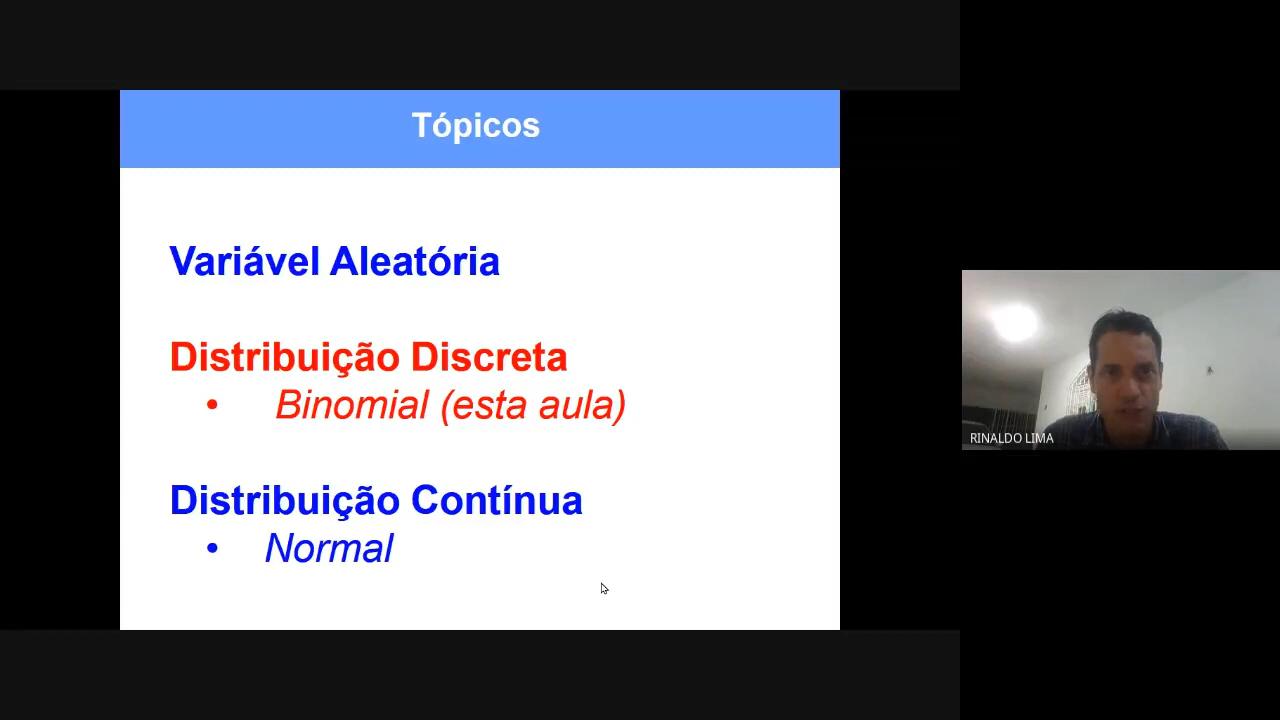 Tópicos
Variável Aleatória
Distribuição Discreta
• Binomial (esta aula)
Distribuição Contínua
• Normal
RINALDO LIMA